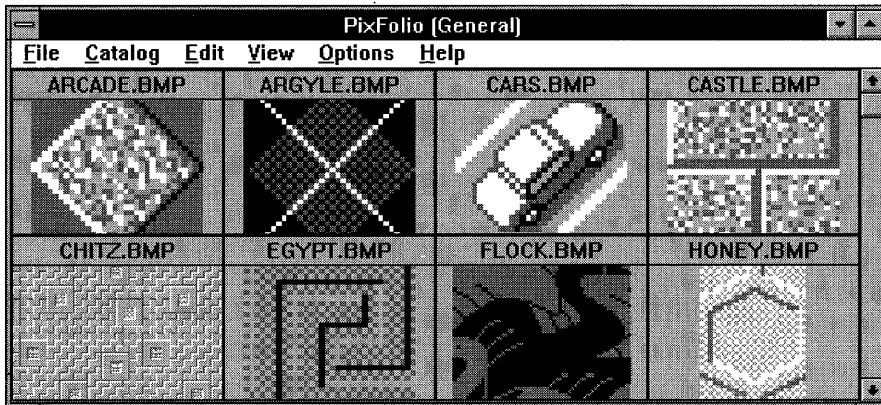 PixFolio (General)
File Catalog Edit View Options Help
ARCADE.BMP ARGYLE.BMP CARS.BMP CASTLE.BMP
CHITZ.BMP EGYPT.BMP FLOCK.BMP HONEY.BMP